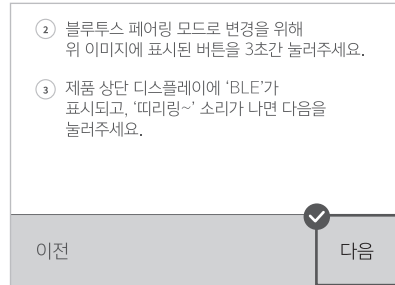 ② 블루투스 페어링 모드로 변경을 위해
위 이미지에 표시된 버튼을 3초간 눌러주세요.
③ 제품 상단 디스플레이에 ‘BLE’가
표시되고, ‘띠리링~’ 소리가 나면 다음을
눌러주세요.
이전
다음